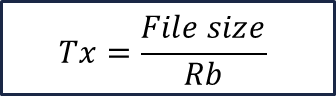 Tx = File size / Rb